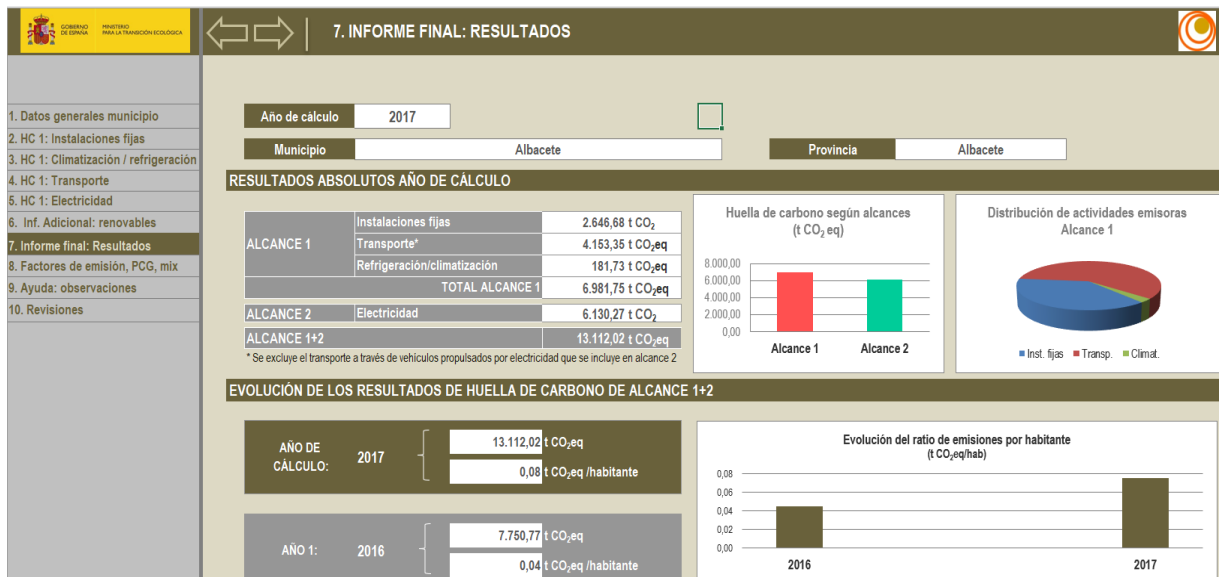 GOBIERNO DE ESPAÑA
MINISTERIO PARA LA TRANSICIÓN ECOLÓGICA
7. INFORME FINAL: RESULTADOS
1. Datos generales municipio
2. HC 1: Instalaciones fijas
3. HC 1: Climatización / refrigeración
4. HC 1: Transporte
5. HC 1: Electricidad
6. Inf. Adicional: renovables
7. Informe final: Resultados
8. Factores de emisión, PCG, mix
9. Ayuda: observaciones
10. Revisiones
Año de cálculo 2017
Municipio Albacete Provincia Albacete
RESULTADOS ABSOLUTOS AÑO DE CÁLCULO
ALCANCE 1
Instalaciones fijas 2.646,68 t CO₂
Transporte* 4.153,35 t CO₂eq
Refrigeración/climatización 181,73 t CO₂eq
TOTAL ALCANCE 1 6.981,75 t CO₂eq
ALCANCE 2 Electricidad 6.130,27 t CO₂
ALCANCE 1+2 13.112,02 t CO₂eq
* Se excluye el transporte a través de vehículos propulsados por electricidad que se incluye en alcance 2
Huella de carbono según alcances
(t CO₂ eq)
8.000,00
6.000,00
4.000,00
2.000,00
0,00
Alcance 1 Alcance 2
Distribución de actividades emisoras
Alcance 1
Inst. fijas Transp. Climat.
EVOLUCIÓN DE LOS RESULTADOS DE HUELLA DE CARBONO DE ALCANCE 1+2
AÑO DE
CÁLCULO: 2017
13.112,02 t CO₂eq
0,08 t CO₂eq /habitante
AÑO 1: 2016
7.750,77 t CO₂eq
0,04 t CO₂eq /habitante
Evolución del ratio de emisiones por habitante
(t CO₂eq/hab)
0,08
0,06
0,04
0,02
0,00
2016 2017